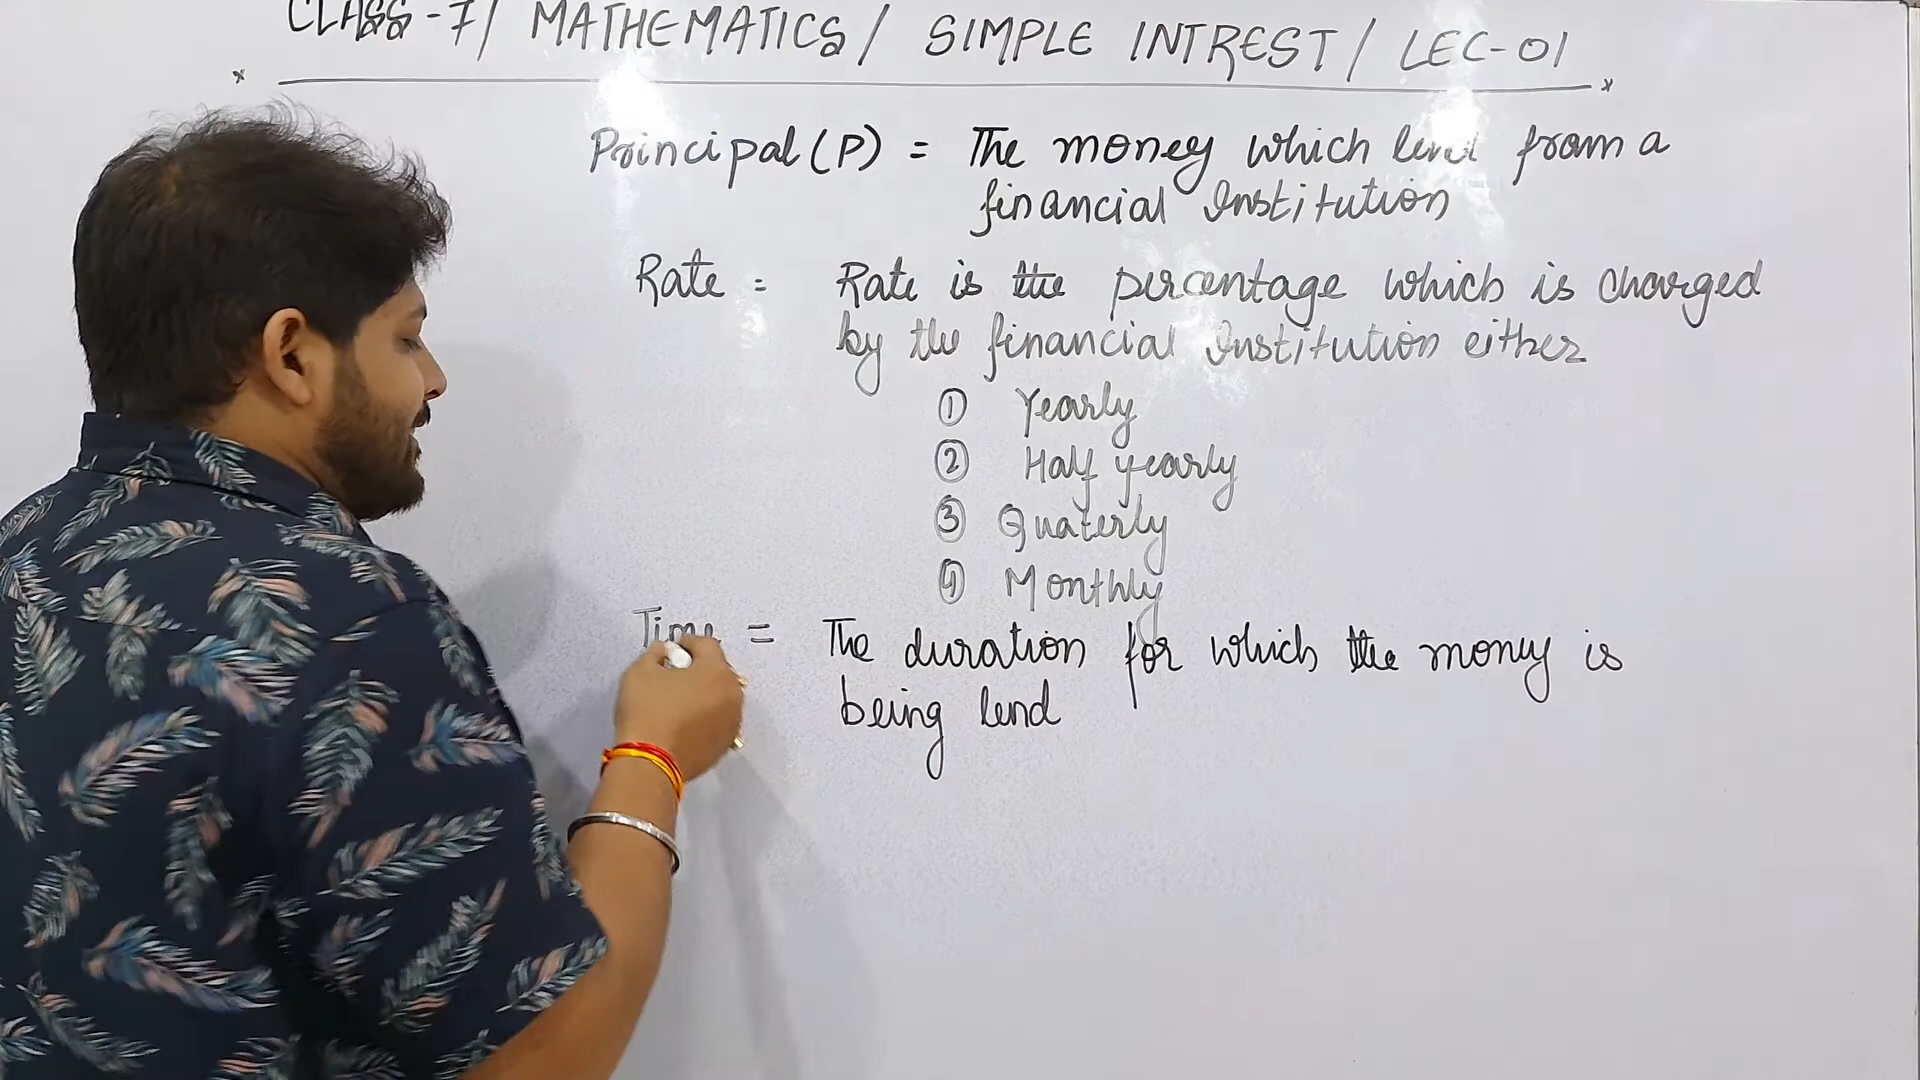 CLASS-7/ MATHEMATICS/ SIMPLE INTREST/ LEC-01
Principal(P) = The money which lend from a
financial Institution
Rate = Rate is the percentage which is charged
by the financial Institution either
① Yearly
② Half yearly
③ Quaterly
④ Monthly
Time = The duration for which the money is
being lend